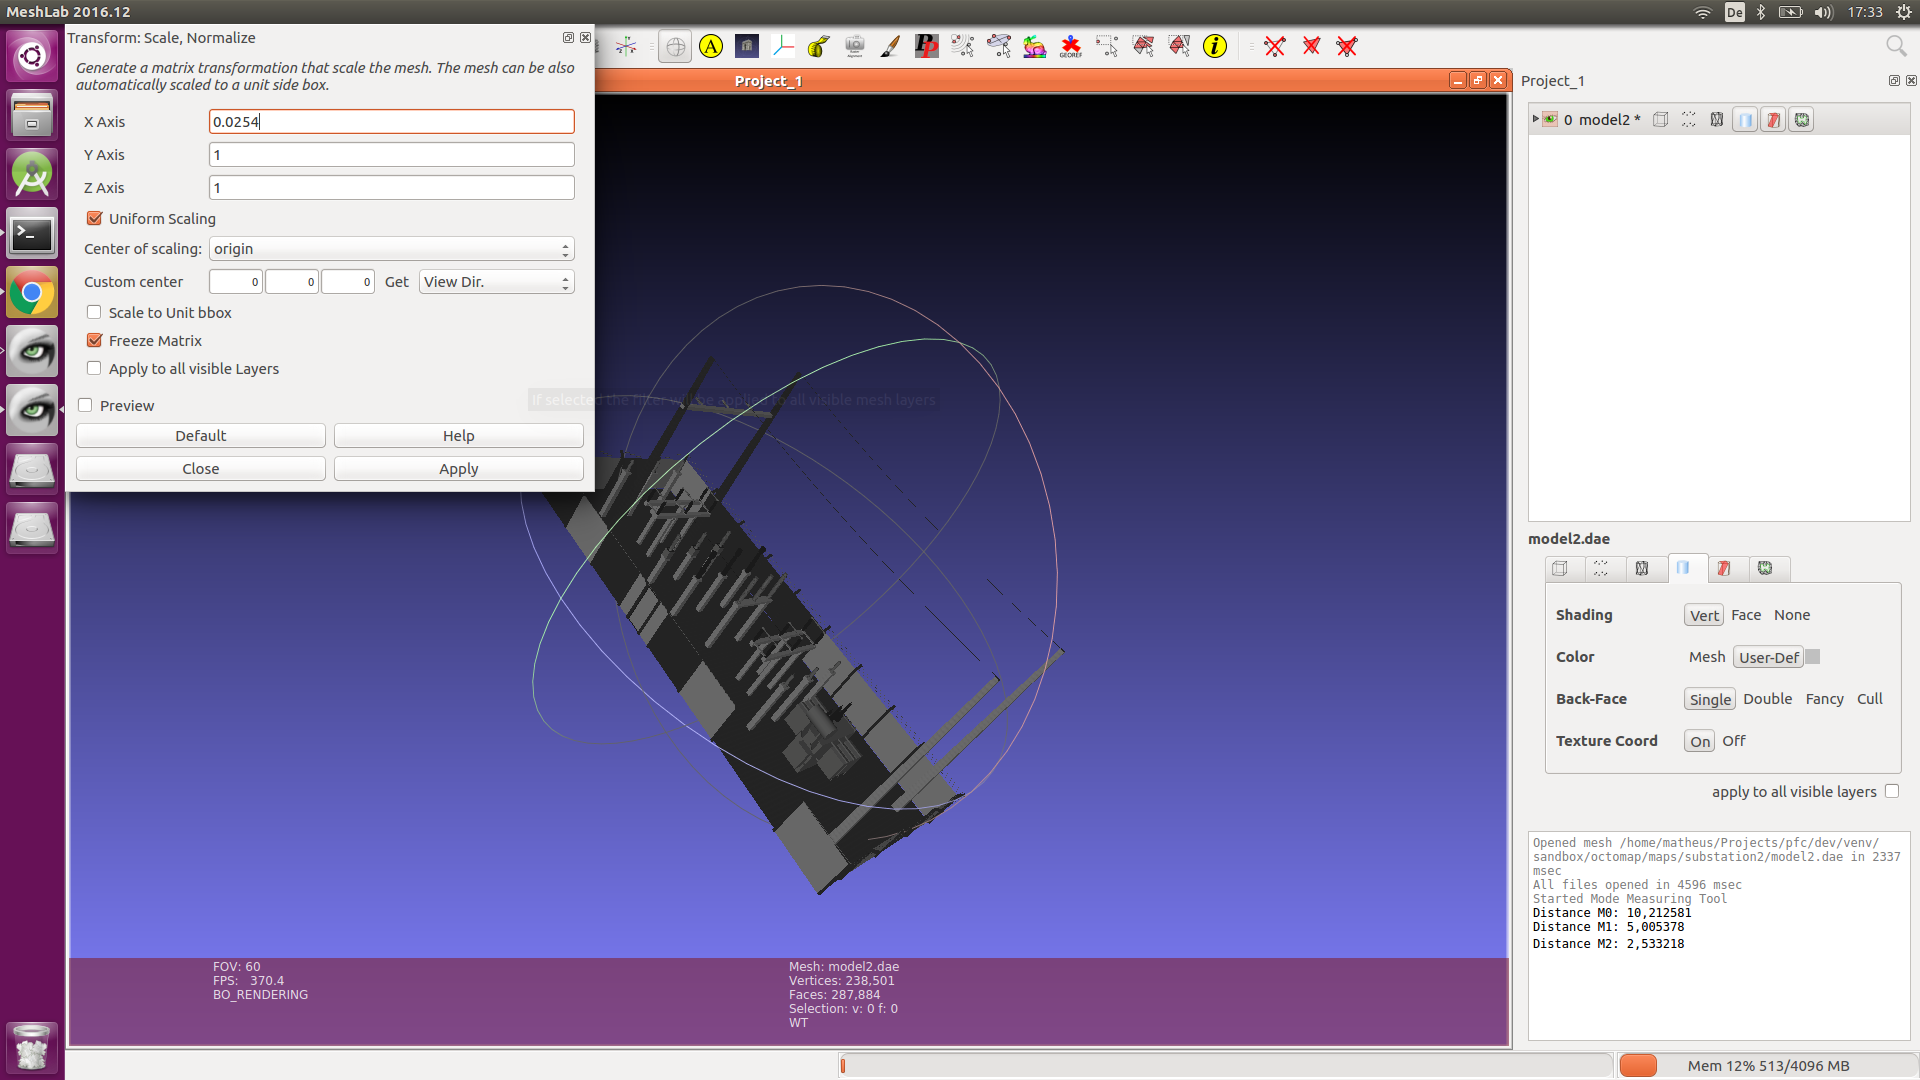 MeshLab 2016.12
De
17:33
Transform: Scale, Normalize
Generate a matrix transformation that scale the mesh. The mesh can be also
automatically scaled to a unit side box.
X Axis
0.0254
Y Axis
1
Z Axis
1
Uniform Scaling
Center of scaling:
origin
Custom center
0
0
0
Get
View Dir.
Scale to Unit bbox
Freeze Matrix
Apply to all visible Layers
Preview
Default
Help
Close
Apply
A
PP
GEOREF
i
Project_1
If selected the filter will be applied to all visible mesh layers
FOV: 60
FPS: 370.4
BO_RENDERING
Mesh: model2.dae
Vertices: 238,501
Faces: 287,884
Selection: v: 0 f: 0
WT
Project_1
0 model2 *
model2.dae
Shading
Vert Face None
Color
Mesh User-Def
Back-Face
Single Double Fancy Cull
Texture Coord
On Off
apply to all visible layers
Opened mesh /home/matheus/Projects/pfc/dev/venv/
sandbox/octomap/maps/substation2/model2.dae in 2337
msec
All files opened in 4596 msec
Started Mode Measuring Tool
Distance M0: 10,212581
Distance M1: 5,005378
Distance M2: 2,533218
Mem 12% 513/4096 MB